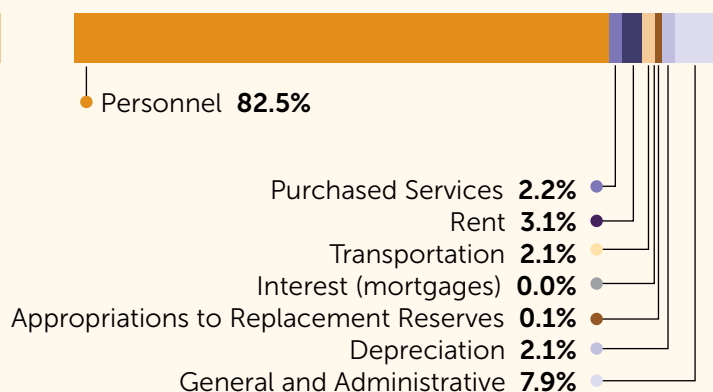 Personnel 82.5%
Purchased Services 2.2%
Rent 3.1%
Transportation 2.1%
Interest (mortgages) 0.0%
Appropriations to Replacement Reserves 0.1%
Depreciation 2.1%
General and Administrative 7.9%